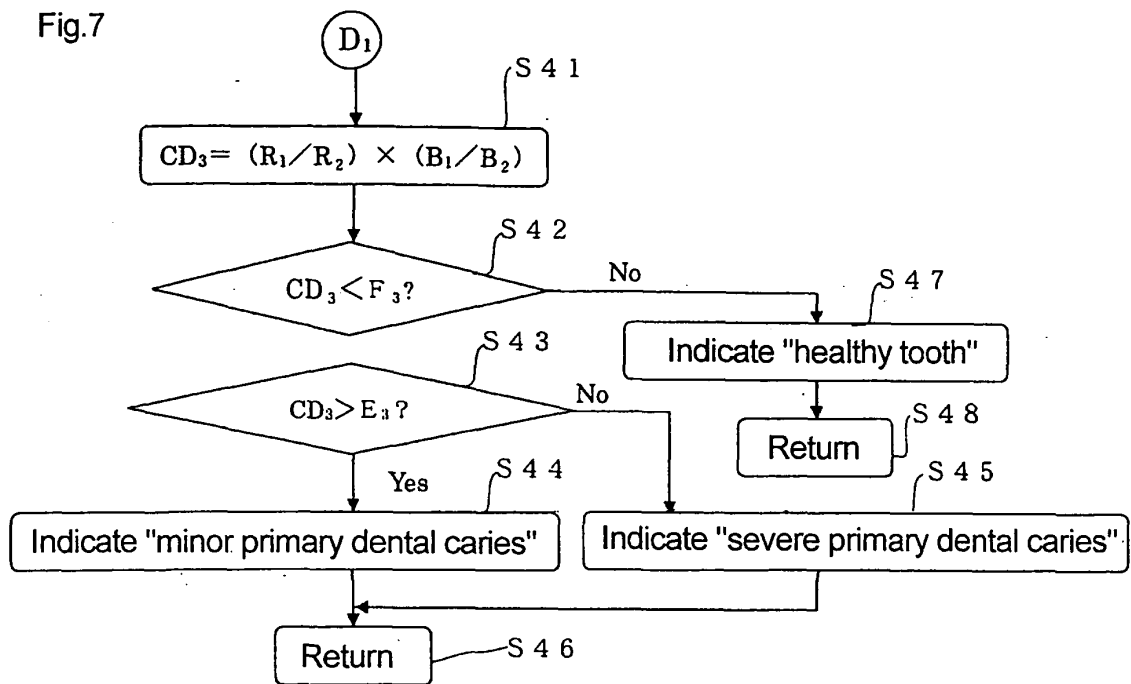 Fig.7
D₁
S 4 1
CD₃= (R₁／R₂) × (B₁／B₂)
S 4 2
CD₃＜F₃?
No
S 4 7
Indicate "healthy tooth"
S 4 3
CD₃>E₃?
No
S 4 8
Return
S 4 4
Yes
S 4 5
Indicate "minor primary dental caries"
Indicate "severe primary dental caries"
Return
S 4 6